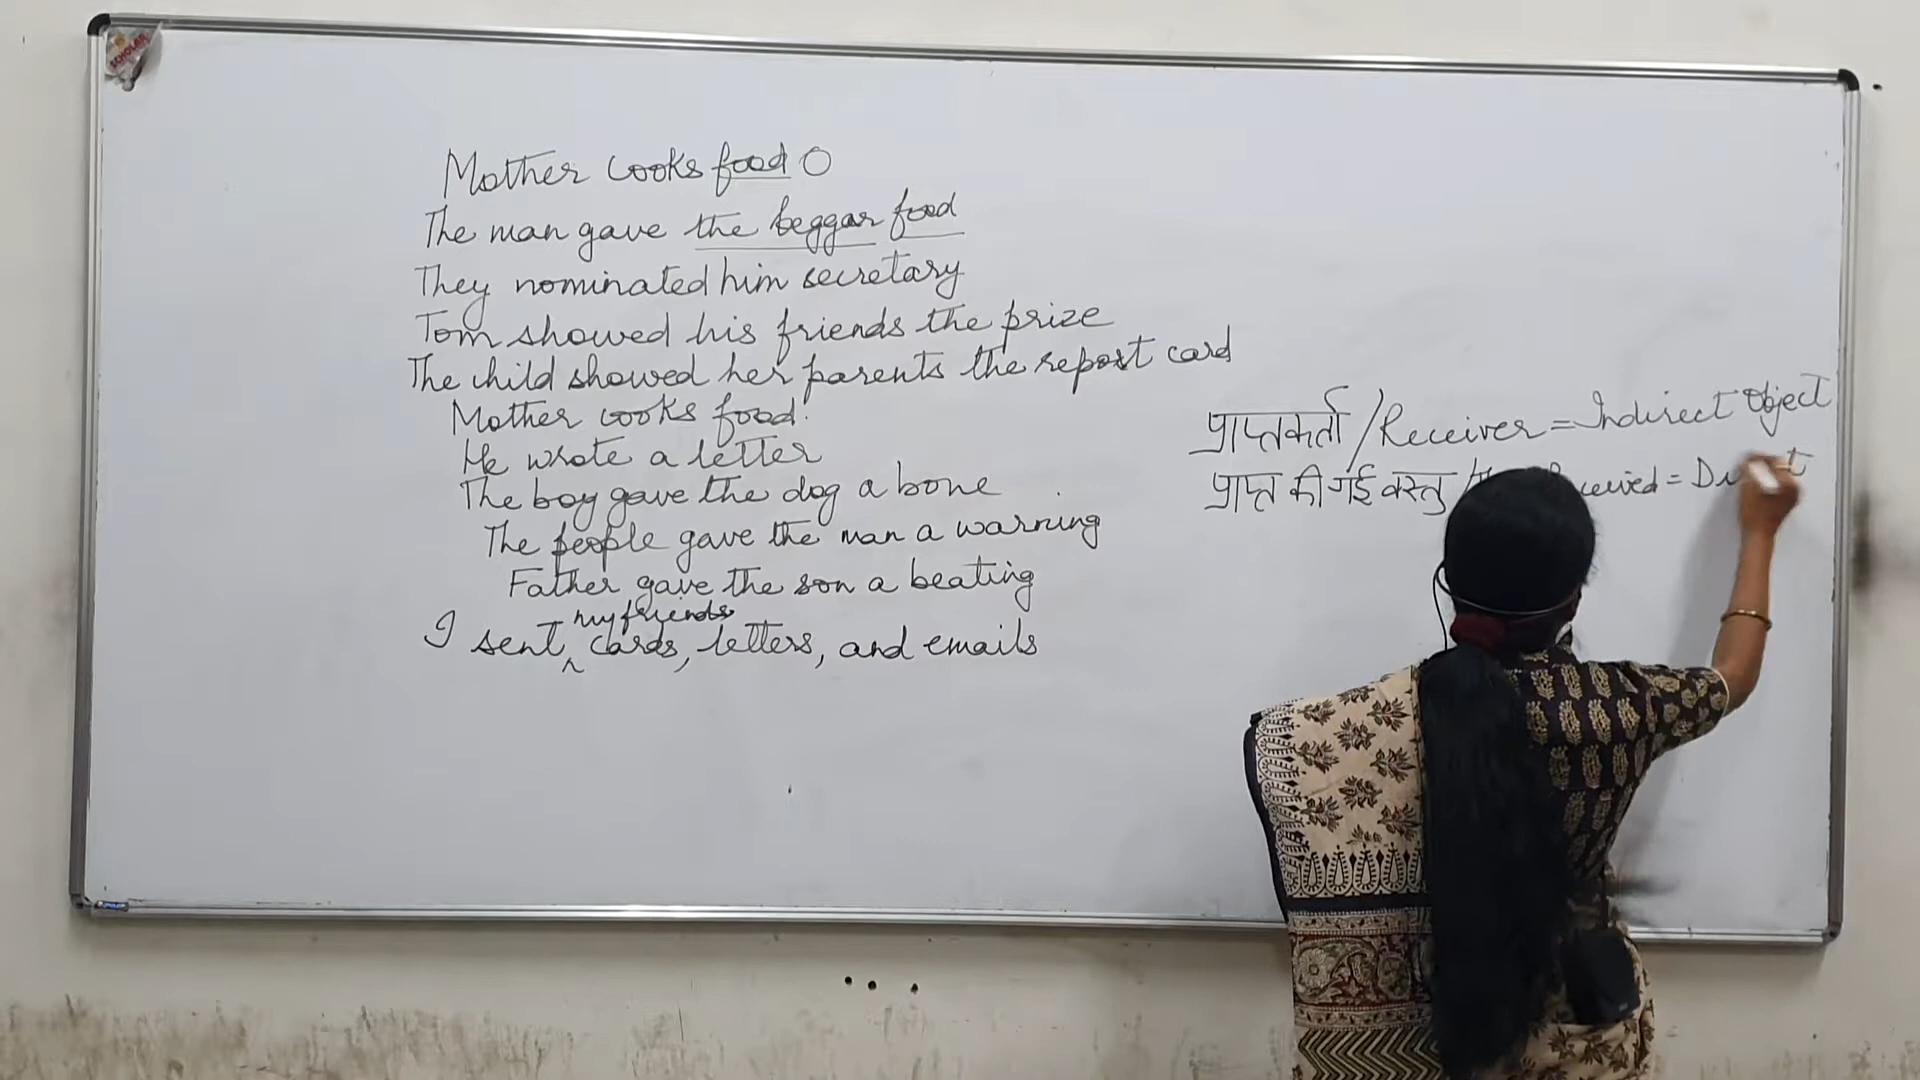 SCHOLAR
Mother cooks food O
The man gave the beggar food
They nominated him secretary
Tom showed his friends the prize
The child showed her parents the report card
Mother cooks food.
He wrote a letter
The boy gave the dog a bone
The people gave the man a warning
Father gave the son a beating
my friends
I sent ^ cards, letters, and emails
प्राप्तकर्ता / Receiver = Indirect Object
प्राप्त की गई वस्तु /